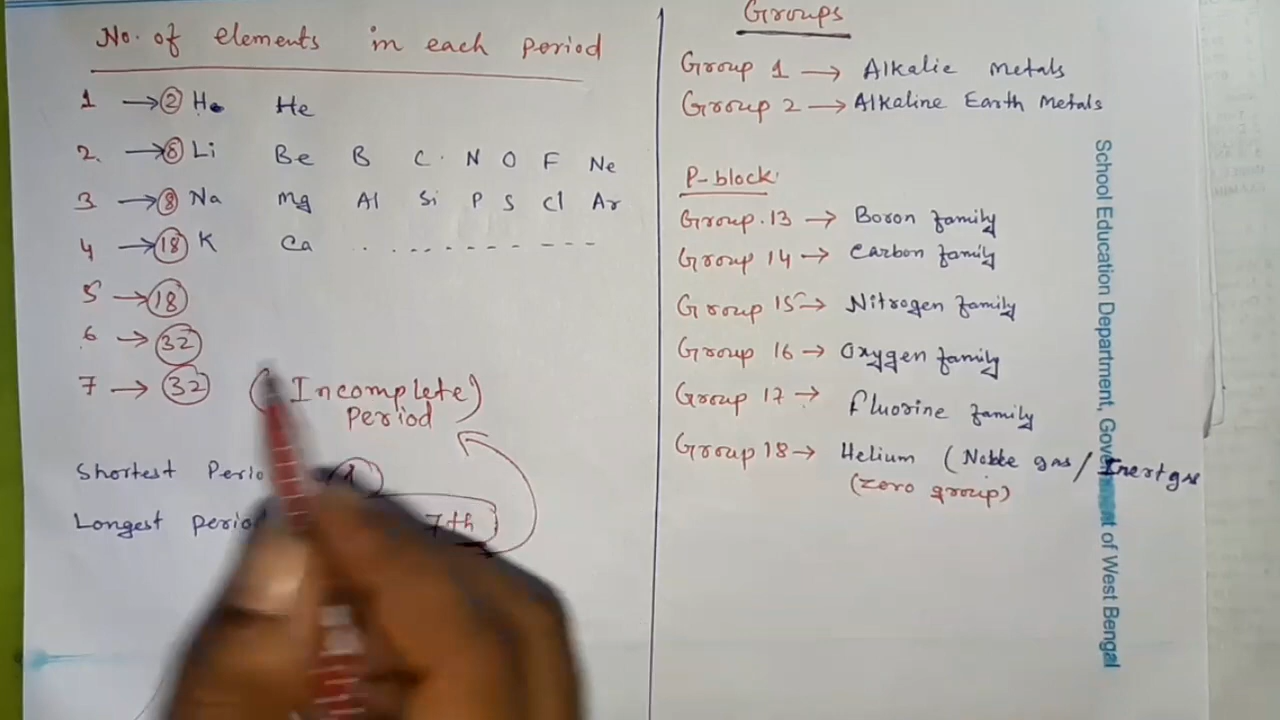 No. of elements in each period
1 → 2 He He
2. → 8 Li Be B C N O F Ne
3 → 8 Na Mg Al Si P S Cl Ar
4 → 18 K Ca . . . . . - - - - - - -
5 → 18
6 → 32
7 → 32 (Incomplete)
Period
Shortest Perio
Longest perio 7th
Groups
Group 1 → Alkalie metals
Group 2 → Alkaline Earth Metals
P-block
Group.13 → Boron family
Group 14 → Carbon family
Group 15 → Nitrogen family
Group 16 → Oxygen family
Group 17 → Fluorine family
Group 18 → Helium (Noble gas/ Inert gas
(zero group)
School Education Department, Government of West Bengal